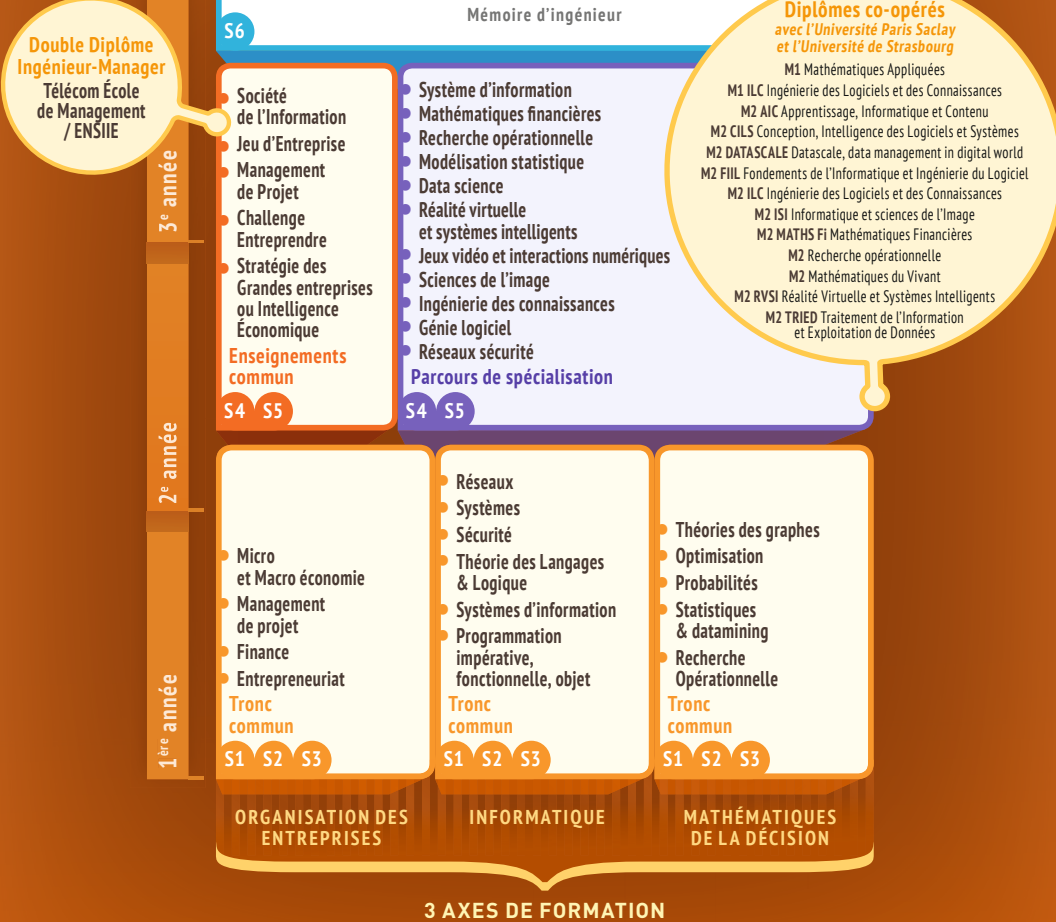 Mémoire d'ingénieur
S6
Double Diplôme
Ingénieur-Manager
Télécom École
de Management
/ ENSIIE
Diplômes co-opérés
avec l'Université Paris Saclay
et l'Université de Strasbourg
M1 Mathématiques Appliquées
M1 ILC Ingénierie des Logiciels et des Connaissances
M2 AIC Apprentissage, Informatique et Contenu
M2 CILS Conception, Intelligence des Logiciels et Systèmes
M2 DATASCALE Datascale, data management in digital world
M2 FIIL Fondements de l'Informatique et Ingénierie du Logiciel
M2 ILC Ingénierie des Logiciels et des Connaissances
M2 ISI Informatique et sciences de l'Image
M2 MATHS Fi Mathématiques Financières
M2 Recherche opérationnelle
M2 Mathématiques du Vivant
M2 RVSI Réalité Virtuelle et Systèmes Intelligents
M2 TRIED Traitement de l'Information
et Exploitation de Données
3e année
Société
de l'Information
Jeu d'Entreprise
Management
de Projet
Challenge
Entreprendre
Stratégie des
Grandes entreprises
ou Intelligence
Économique
Enseignements
commun
S4 S5
Système d'information
Mathématiques financières
Recherche opérationnelle
Modélisation statistique
Data science
Réalité virtuelle
et systèmes intelligents
Jeux vidéo et interactions numériques
Sciences de l'image
Ingénierie des connaissances
Génie logiciel
Réseaux sécurité
Parcours de spécialisation
S4 S5
2e année
1ère année
Micro
et Macro économie
Management
de projet
Finance
Entrepreneuriat
Tronc
commun
S1 S2 S3
Réseaux
Systèmes
Sécurité
Théorie des Langages
& Logique
Systèmes d'information
Programmation
impérative,
fonctionnelle, objet
Tronc
commun
S1 S2 S3
Théories des graphes
Optimisation
Probabilités
Statistiques
& datamining
Recherche
Opérationnelle
Tronc
commun
S1 S2 S3
ORGANISATION DES
ENTREPRISES
INFORMATIQUE
MATHÉMATIQUES
DE LA DÉCISION
3 AXES DE FORMATION